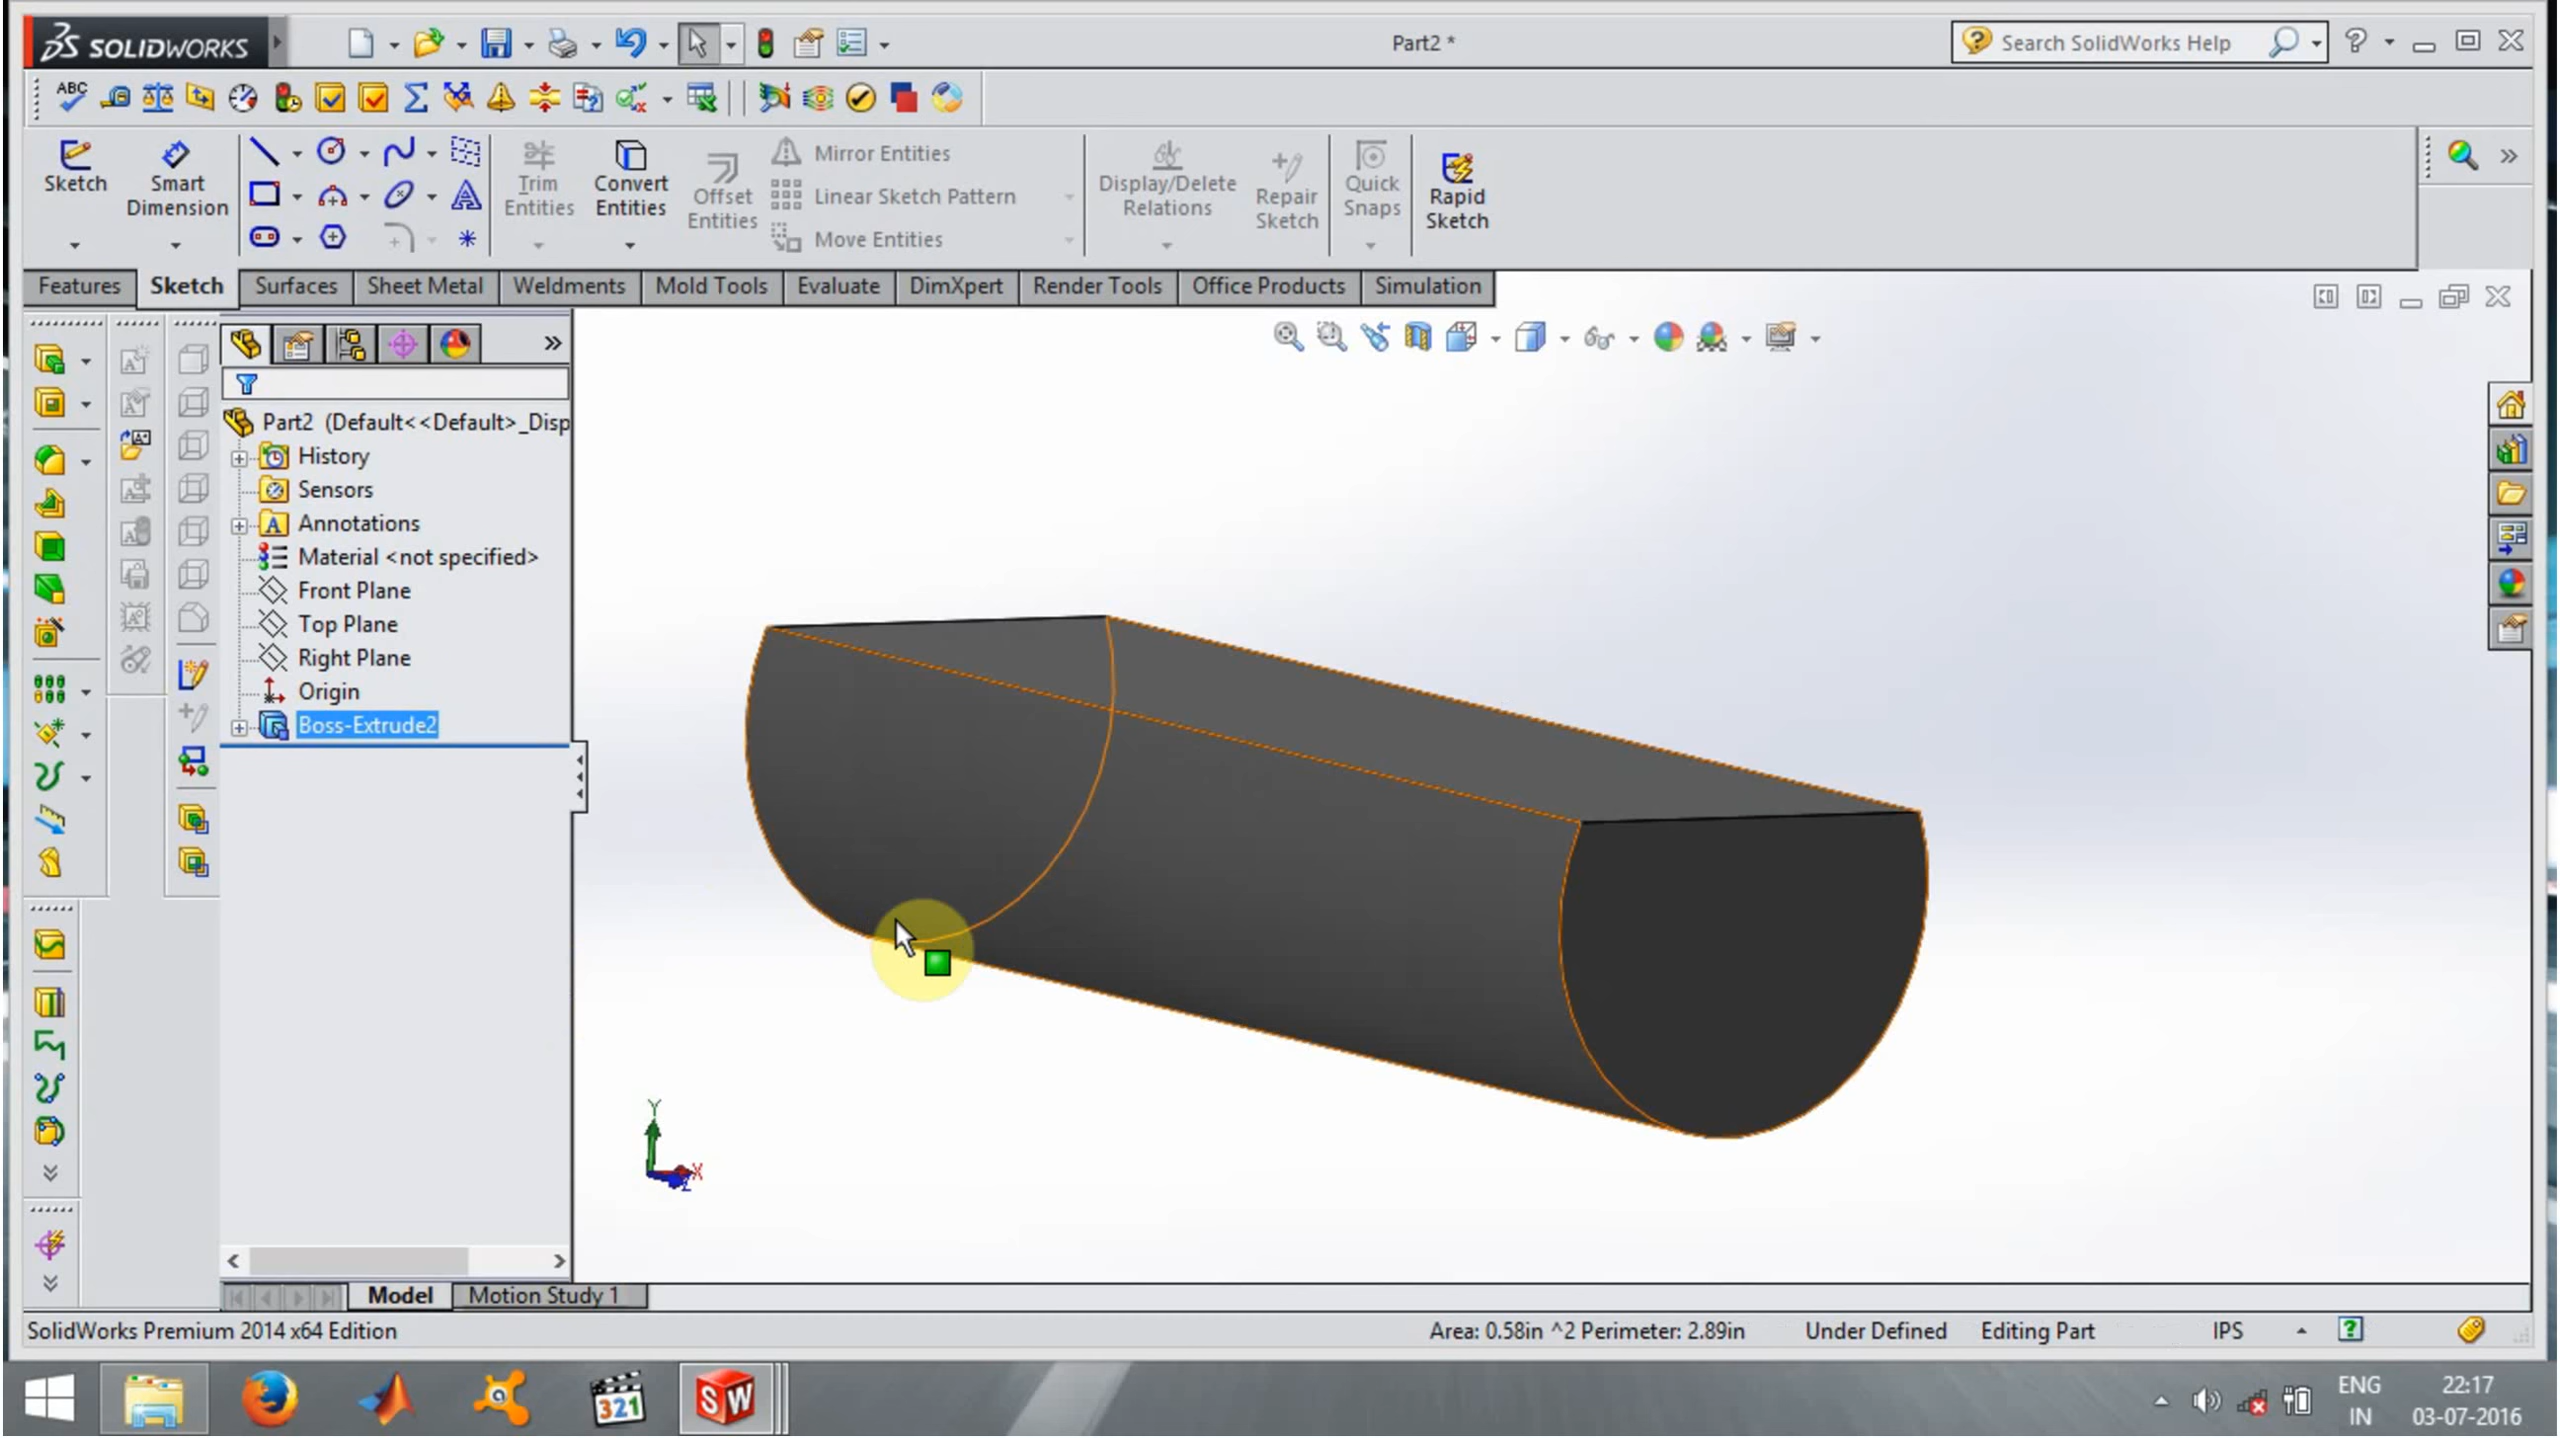 SOLIDWORKS
Part2 *
Search SolidWorks Help
ABC
Sketch
Smart
Dimension
Trim
Entities
Convert
Entities
Offset
Entities
Mirror Entities
Linear Sketch Pattern
Move Entities
Display/Delete
Relations
Repair
Sketch
Quick
Snaps
Rapid
Sketch
Features
Sketch
Surfaces
Sheet Metal
Weldments
Mold Tools
Evaluate
DimXpert
Render Tools
Office Products
Simulation
Part2 (Default<<Default>_Disp
History
Sensors
Annotations
Material <not specified>
Front Plane
Top Plane
Right Plane
Origin
Boss-Extrude2
Y
X
Z
Model
Motion Study 1
SolidWorks Premium 2014 x64 Edition
Area: 0.58in ^2 Perimeter: 2.89in
Under Defined
Editing Part
IPS
321
SW
ENG
IN
22:17
03-07-2016